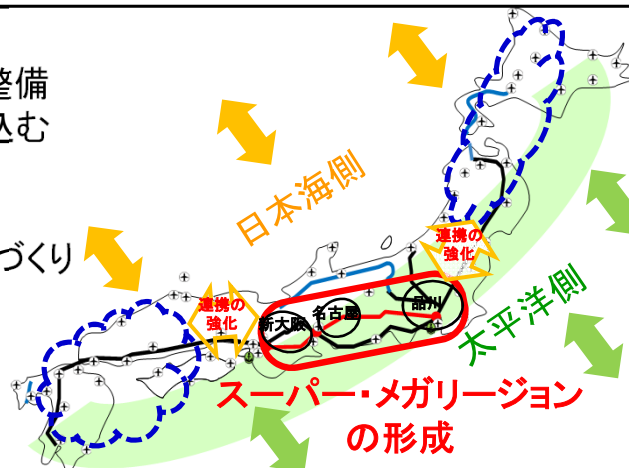 整備
込む
づくり
日本海側
太平洋側
連携の
強化
連携の
強化
新大阪
名古屋
品川
スーパー・メガリージョン
の形成